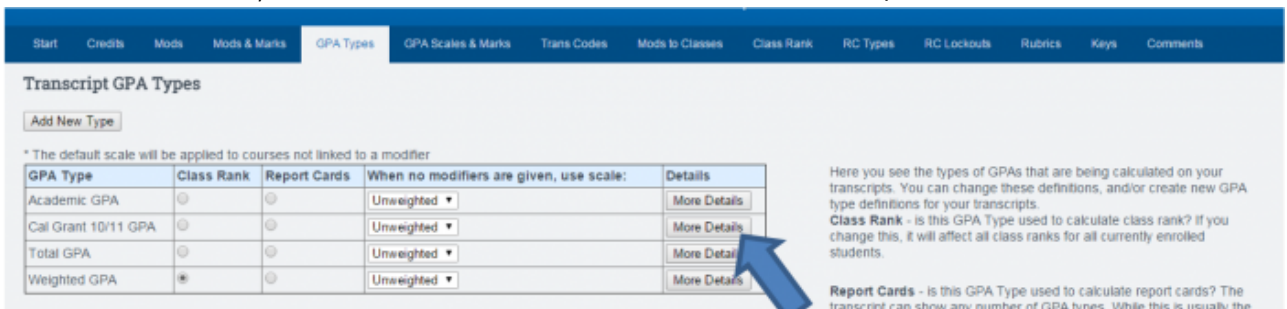 Start Credits Mods Mods & Marks GPA Types GPA Scales & Marks Trans Codes Mods to Classes Class Rank RC Types RC Lockouts Rubrics Keys Comments
Transcript GPA Types
Add New Type
* The default scale will be applied to courses not linked to a modifier
GPA Type Class Rank Report Cards When no modifiers are given, use scale: Details
Academic GPA Unweighted More Details
Cal Grant 10/11 GPA Unweighted More Details
Total GPA Unweighted More Details
Weighted GPA Unweighted More Details
Here you see the types of GPAs that are being calculated on your
transcripts. You can change these definitions, and/or create new GPA
type definitions for your transcripts.
Class Rank - is this GPA Type used to calculate class rank? If you
change this, it will affect all class ranks for all currently enrolled
students.
Report Cards - is this GPA Type used to calculate report cards? The
transcript can show any number of GPA types. While this is usually the